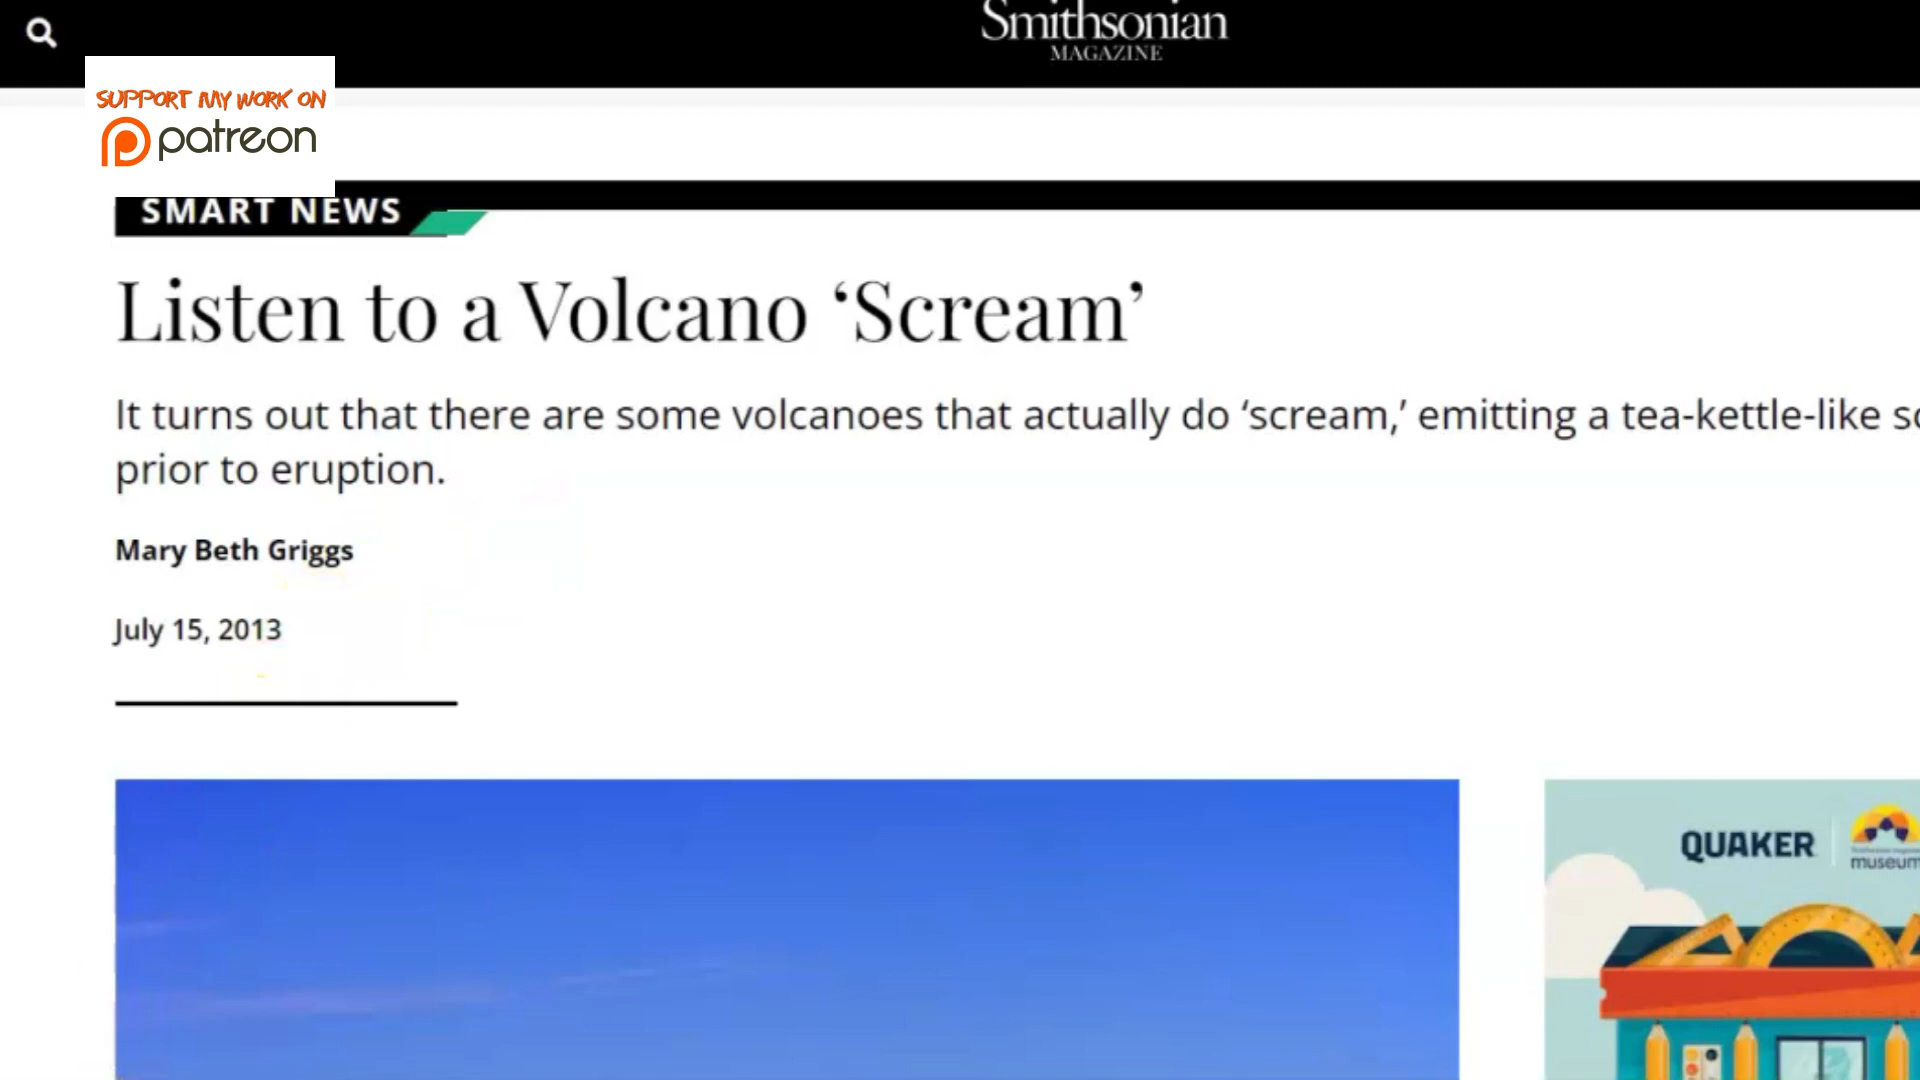 Smithsonian
MAGAZINE
SUPPORT MY WORK ON
patreon
SMART NEWS
Listen to a Volcano ‘Scream’
It turns out that there are some volcanoes that actually do ‘scream,’ emitting a tea-kettle-like
prior to eruption.
Mary Beth Griggs
July 15, 2013
QUAKER
museum